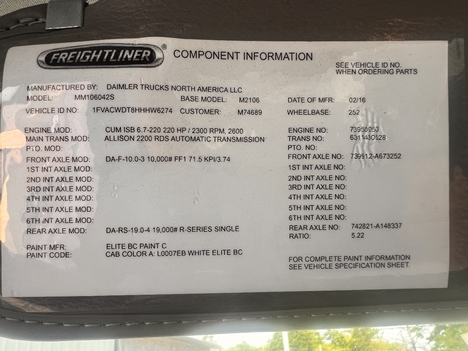 FREIGHTLINER COMPONENT INFORMATION SEE VEHICLE ID NO.
WHEN ORDERING PARTS
MANUFACTURED BY: DAIMLER TRUCKS NORTH AMERICA LLC
MODEL: MM106042S BASE MODEL: M2106 DATE OF MFG: 02/16
VEHICLE ID NO: 1FVACWDT8HHHW6274 CUSTOMER: M74689 WHEELBASE: 252
ENGINE MOD: CUM ISB 6.7-220 220 HP / 2300 RPM, 2600 ENGINE NO:
MAIN TRANS MOD: ALLISON 2200 RDS AUTOMATIC TRANSMISSION TRANS NO:
PTO. MOD: PTO. NO:
FRONT AXLE MOD: DA-F-10.0-3 10,000# FF1 71.5 KPI/3.74 FRONT AXLE NO: 739912-A673252
1ST INT AXLE MOD: 1ST INT AXLE NO:
2ND INT AXLE MOD: 2ND INT AXLE NO:
3RD INT AXLE MOD: 3RD INT AXLE NO:
4TH INT AXLE MOD: 4TH INT AXLE NO:
5TH INT AXLE MOD: 5TH INT AXLE NO:
6TH INT AXLE MOD: 6TH INT AXLE NO:
REAR AXLE MOD: DA-RS-19.0-4 19,000# R-SERIES SINGLE REAR AXLE NO: 742821-A148337
RATIO: 5.22
PAINT MFR: ELITE BC PAINT C
PAINT CODE: CAB COLOR A: L0007EB WHITE ELITE BC
FOR COMPLETE PAINT INFORMATION
SEE VEHICLE SPECIFICATION SHEET.